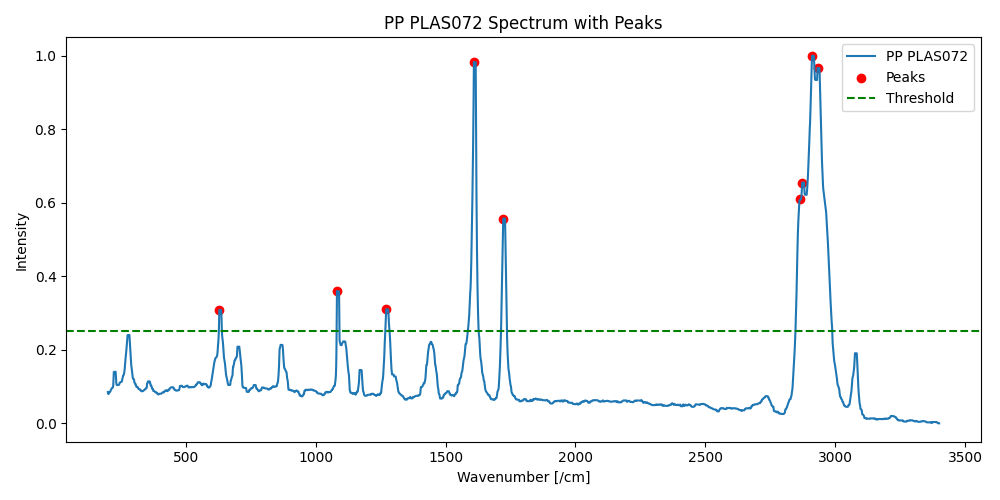 PP PLAS072 Spectrum with Peaks
PP PLAS072
Peaks
Threshold
Intensity
1.0
0.8
0.6
0.4
0.2
0.0
500 1000 1500 2000 2500 3000 3500
Wavenumber [/cm]